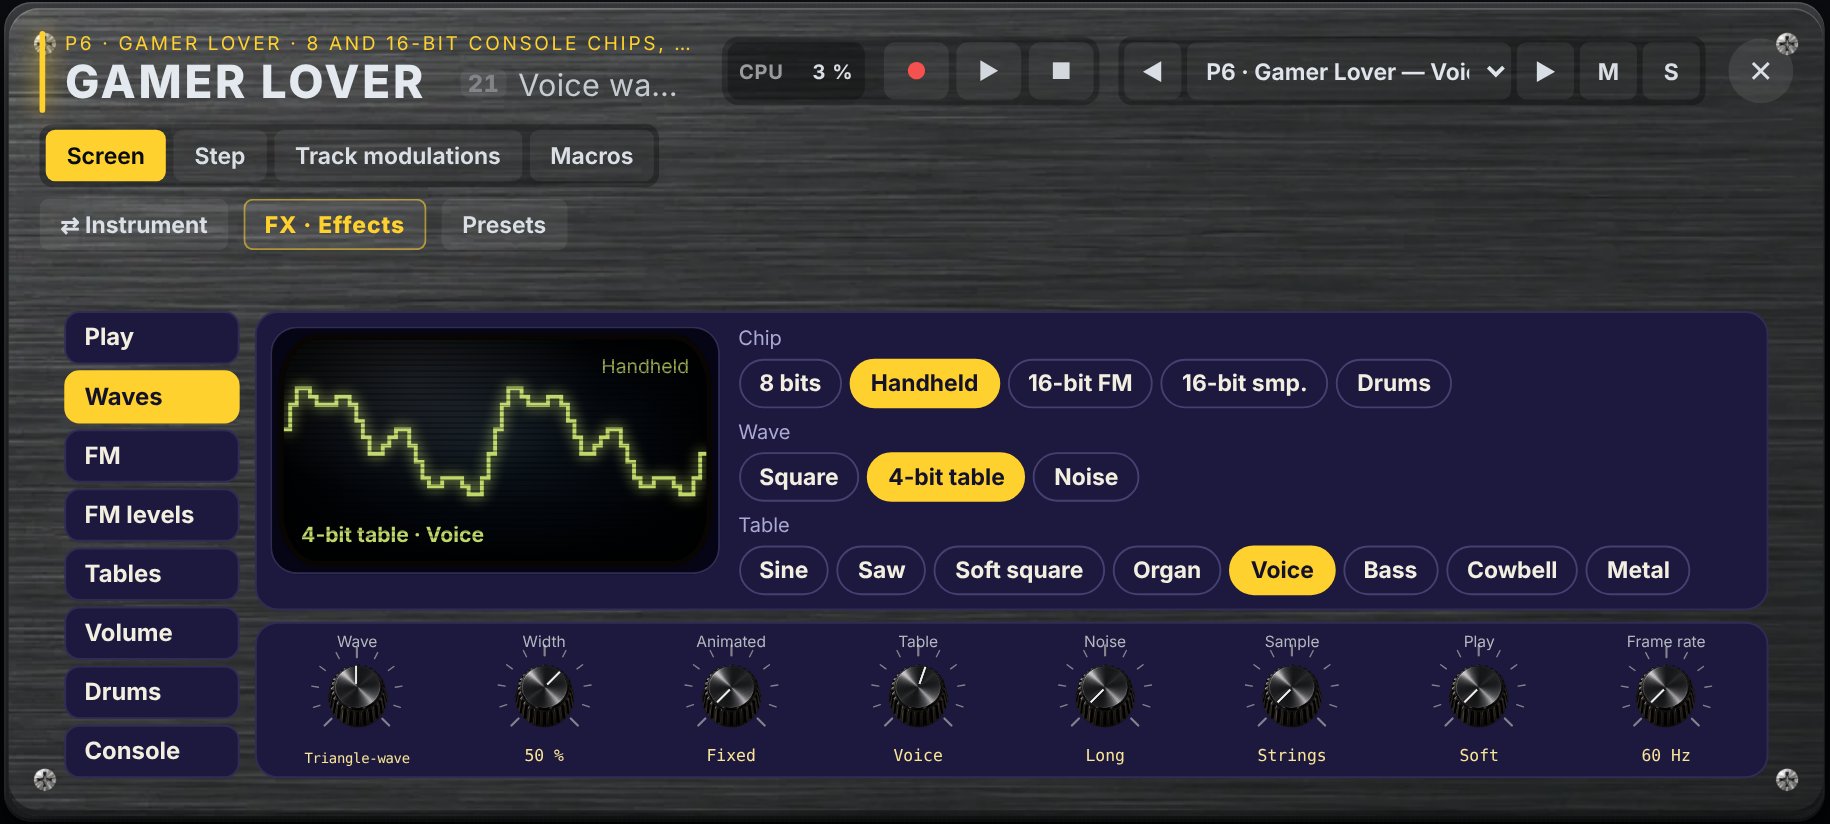 P6 · GAMER LOVER · 8 AND 16-BIT CONSOLE CHIPS, …
GAMER LOVER 21 Voice wa…
CPU 3 % P6 · Gamer Lover — Voi M S
Screen Step Track modulations Macros
⇄ Instrument FX · Effects Presets
Play
Waves
FM
FM levels
Tables
Volume
Drums
Console
Handheld
4-bit table · Voice
Chip
8 bits Handheld 16-bit FM 16-bit smp. Drums
Wave
Square 4-bit table Noise
Table
Sine Saw Soft square Organ Voice Bass Cowbell Metal
Wave Width Animated Table Noise Sample Play Frame rate
Triangle-wave 50 % Fixed Voice Long Strings Soft 60 Hz